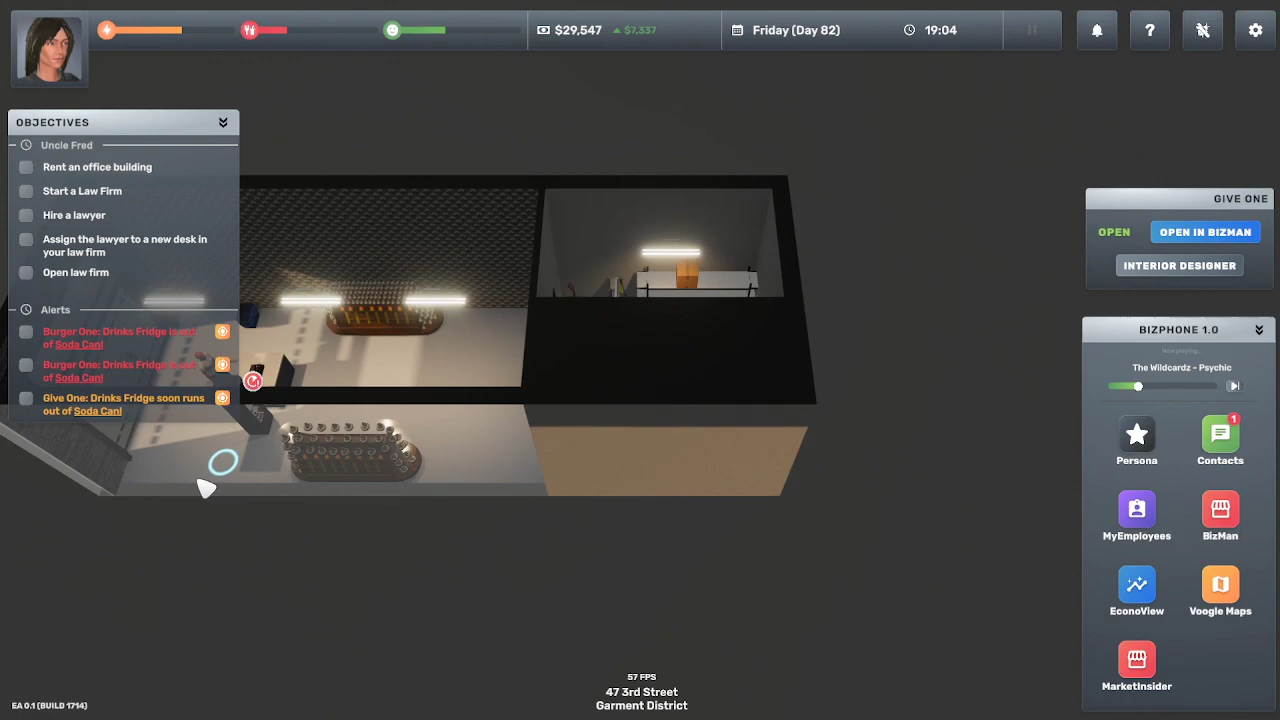 $29,547
$7,337
Friday (Day 82)
19:04
?
OBJECTIVES
Uncle Fred
Rent an office building
Start a Law Firm
Hire a lawyer
Assign the lawyer to a new desk in
your law firm
Open law firm
Alerts
Burger One: Drinks Fridge is out
of Soda Can!
Burger One: Drinks Fridge is out
of Soda Can!
Give One: Drinks Fridge soon runs
out of Soda Can!
GIVE ONE
OPEN
OPEN IN BIZMAN
INTERIOR DESIGNER
BIZPHONE 1.0
Now playing...
The Wildcardz - Psychic
1
Persona
Contacts
MyEmployees
BizMan
EconoView
Voogle Maps
MarketInsider
57 FPS
47 3rd Street
Garment District
EA 0.1 (BUILD 1714)